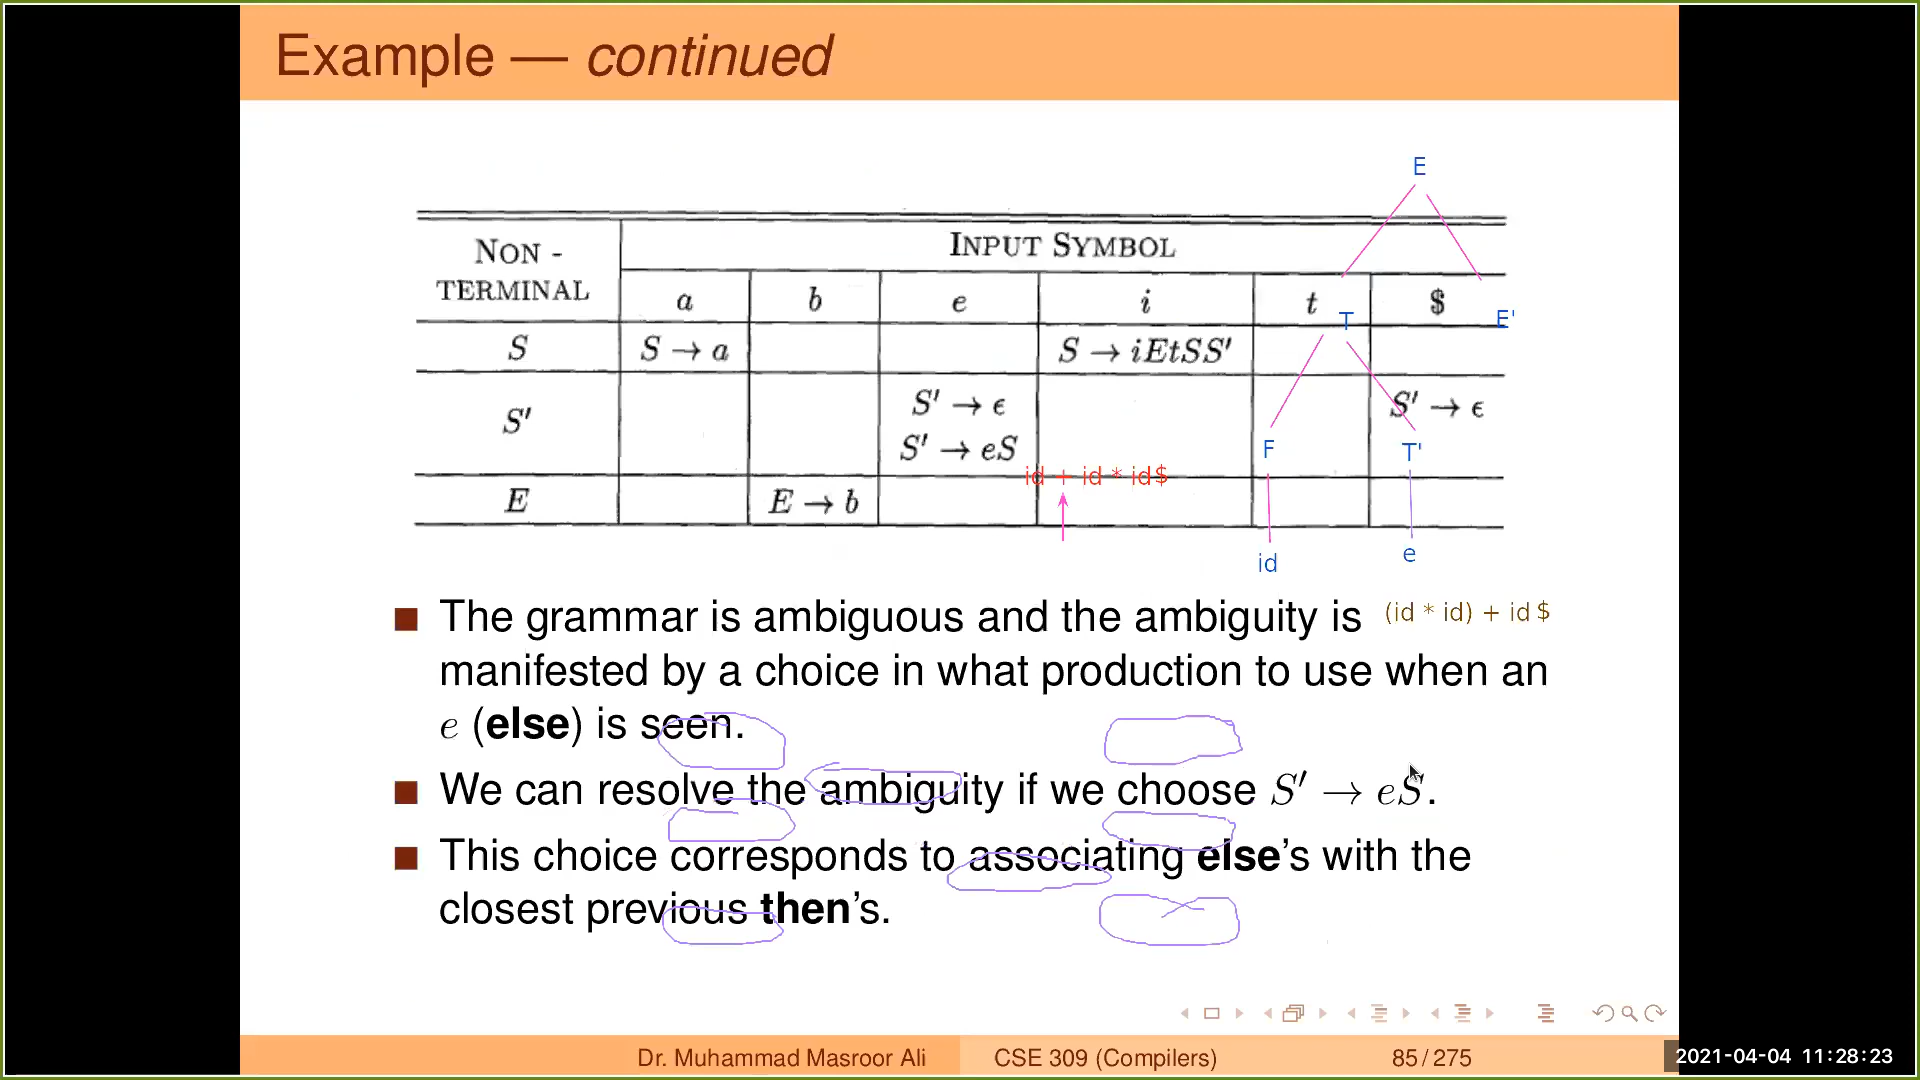 Example — continued
E
NON -
TERMINAL
INPUT SYMBOL
a b e i t $
T E'
S S → a S → iEtSS'
S' S' → ϵ S' → ϵ
S' → eS
F T'
id + id * id$
E E → b
id e
The grammar is ambiguous and the ambiguity is (id * id) + id $
manifested by a choice in what production to use when an
e (else) is seen.
We can resolve the ambiguity if we choose S' → eS.
This choice corresponds to associating else's with the
closest previous then's.
Dr. Muhammad Masroor Ali CSE 309 (Compilers) 85 / 275
2021-04-04 11:28:23